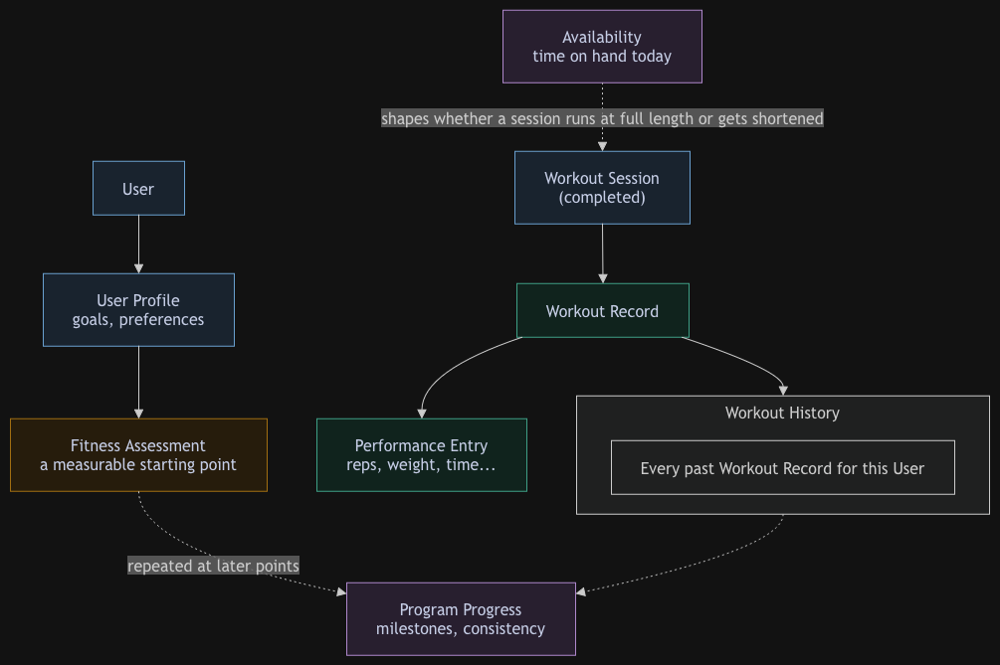 Availability
time on hand today
shapes whether a session runs at full length or gets shortened
User
Workout Session
(completed)
User Profile
goals, preferences
Workout Record
Fitness Assessment
a measurable starting point
Performance Entry
reps, weight, time...
Workout History
Every past Workout Record for this User
repeated at later points
Program Progress
milestones, consistency